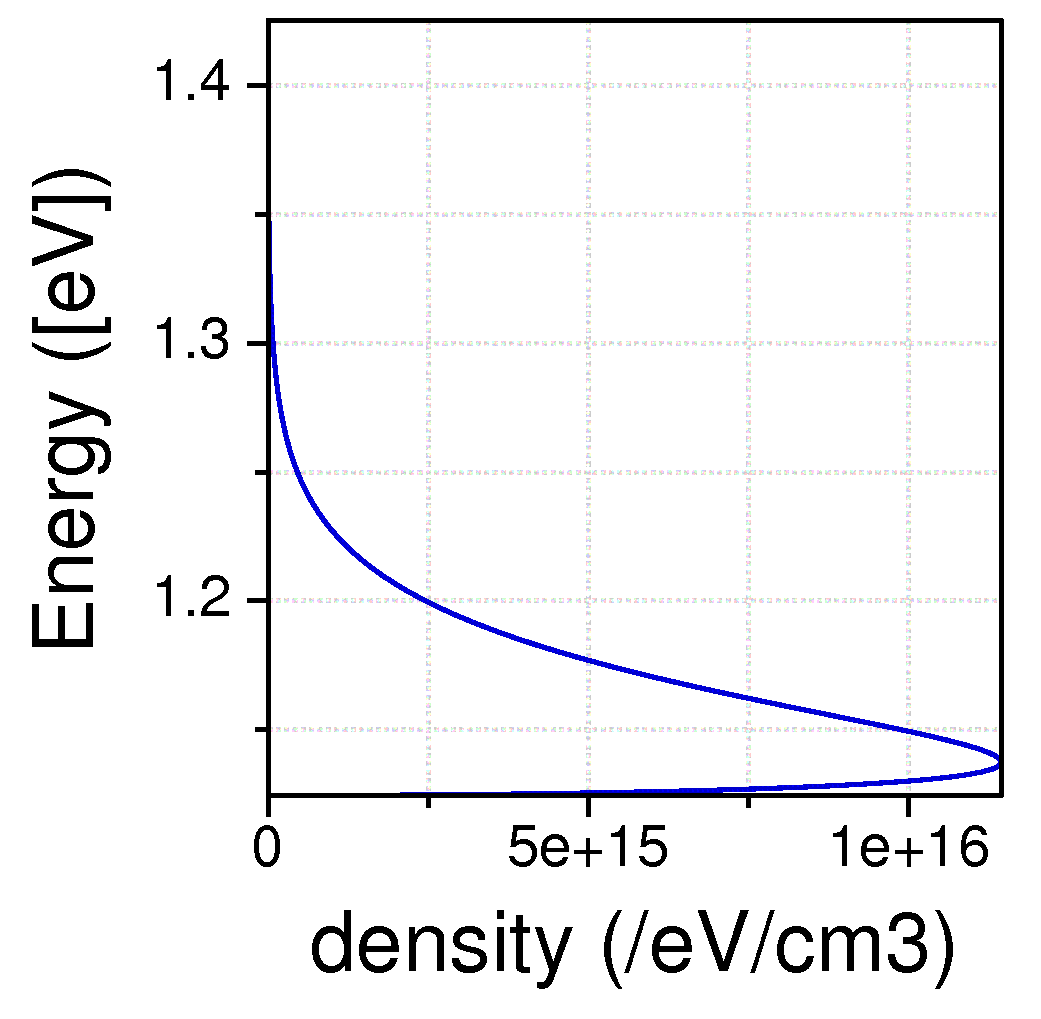 1.4
1.3
1.2
Energy ([eV])
0 5e+15 1e+16
density (/eV/cm3)